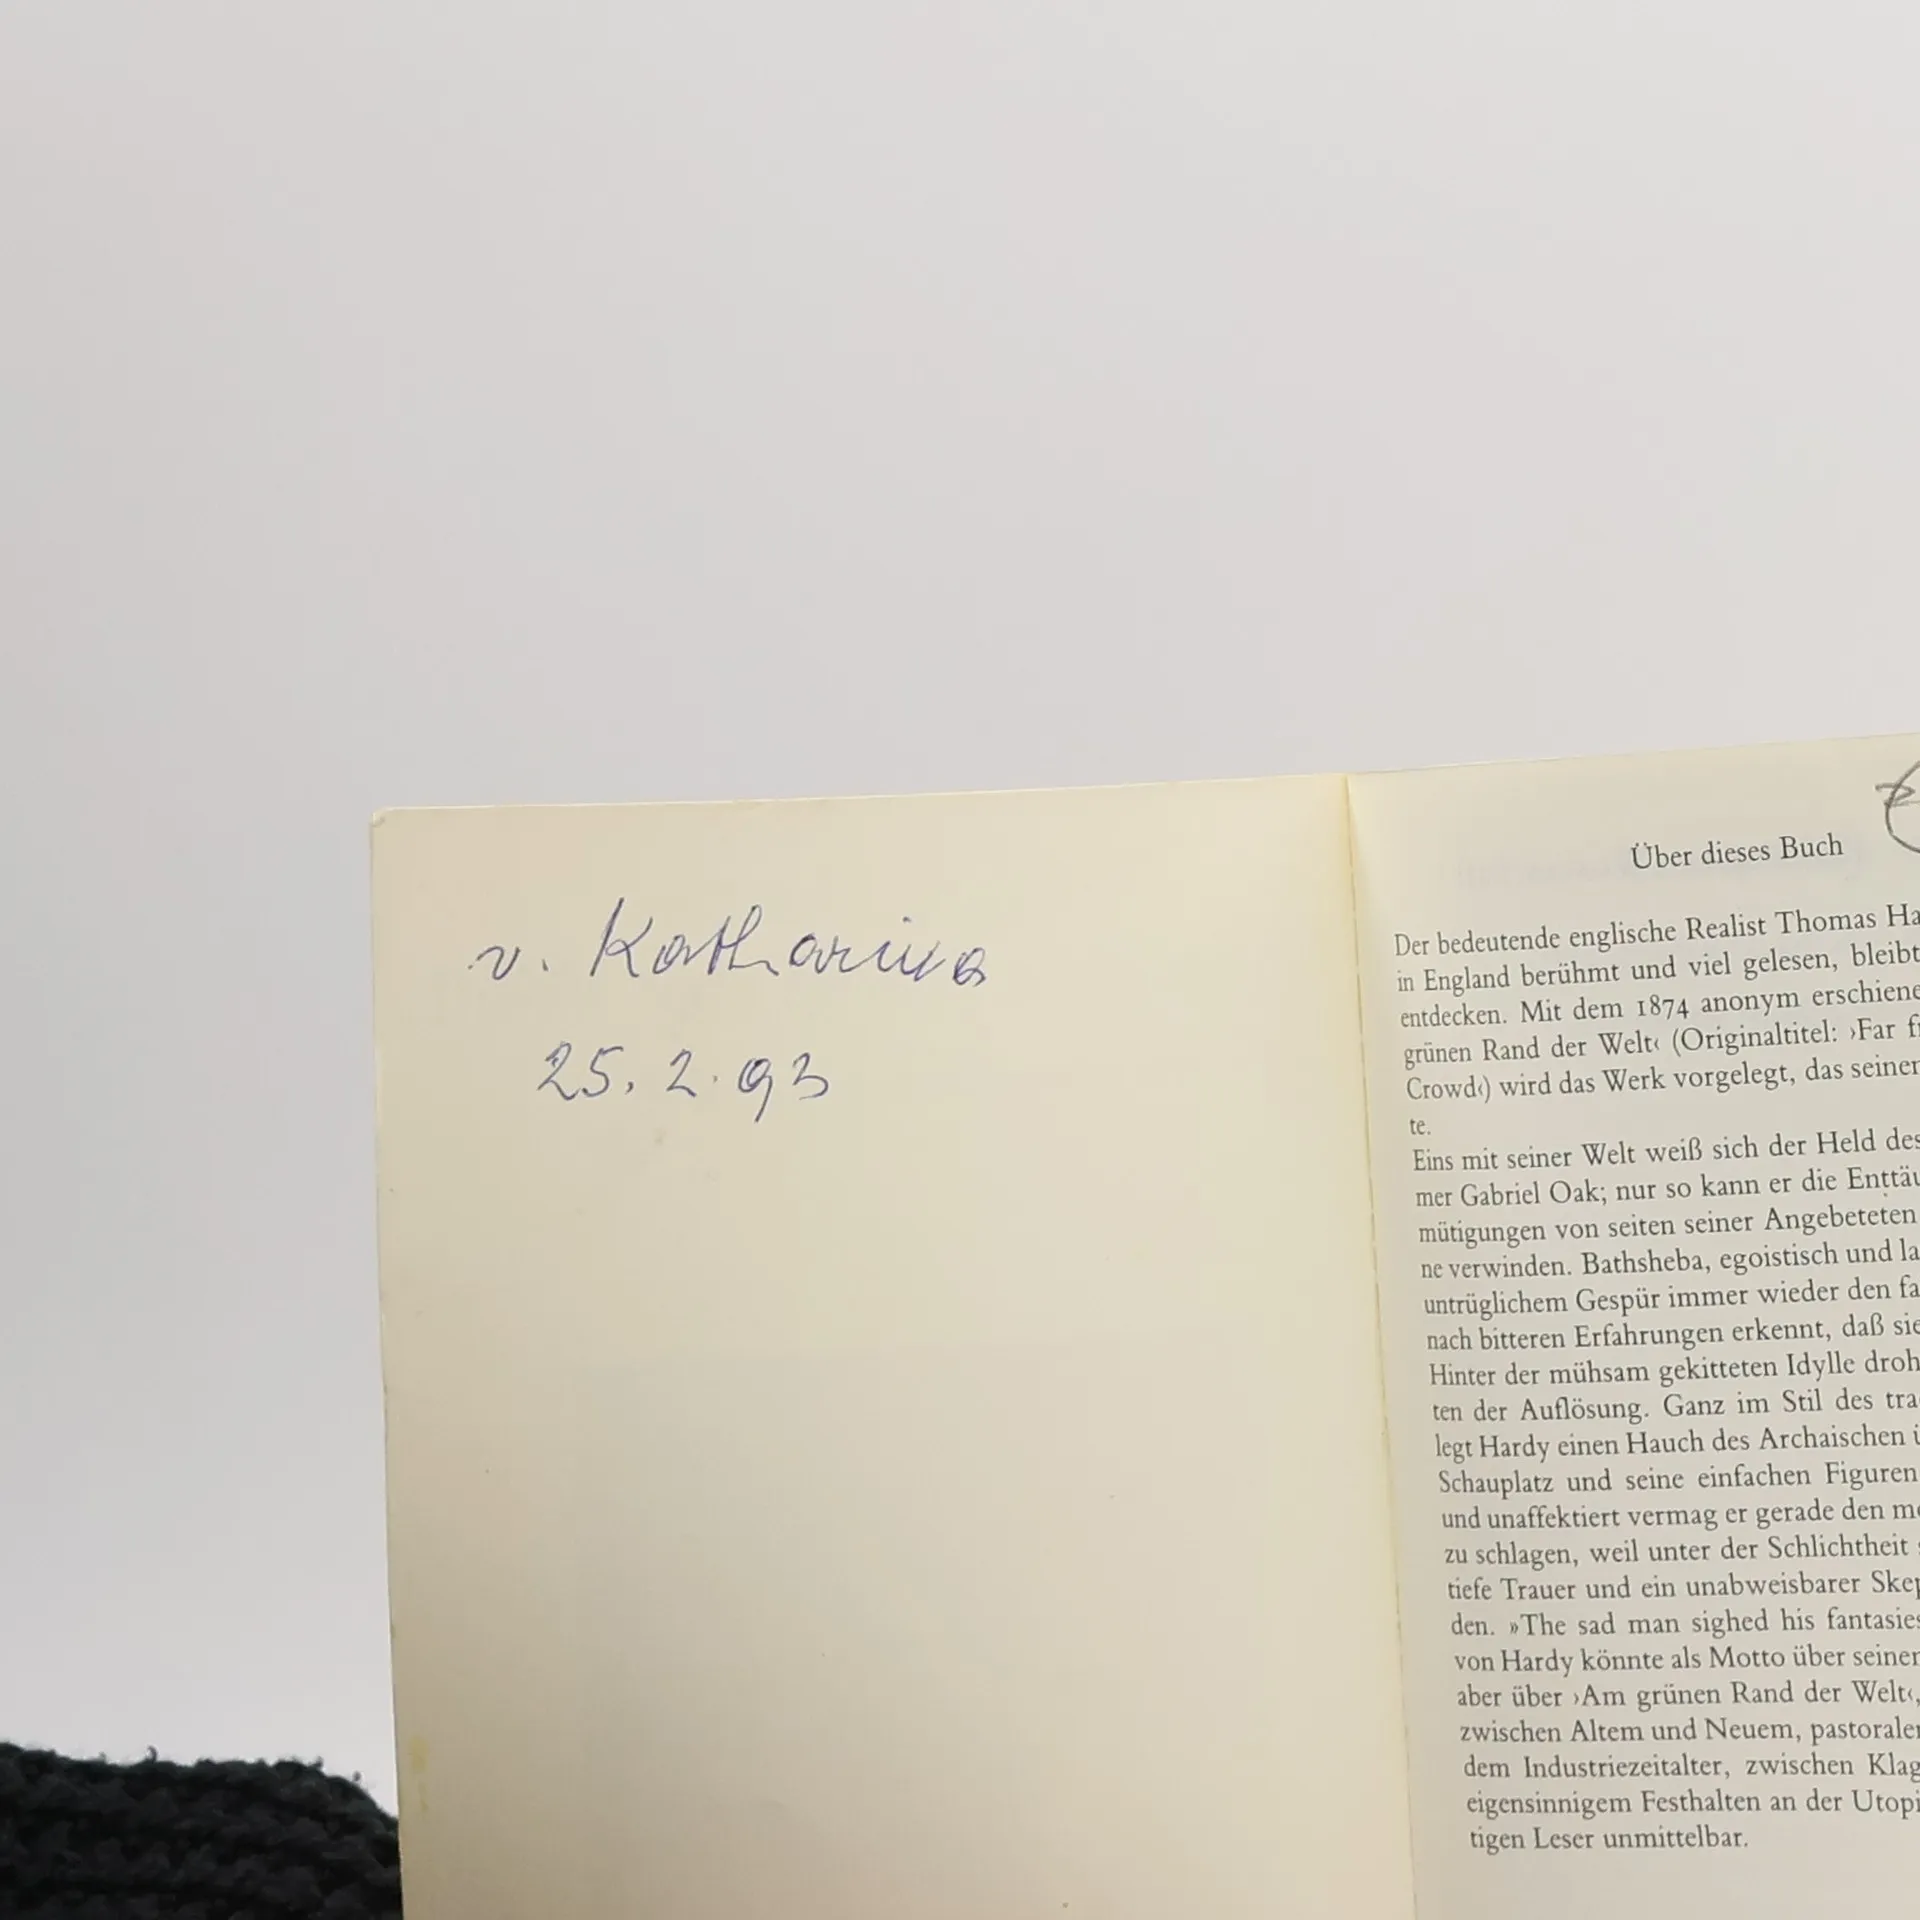 v. Katharina
25. 2. 93
Über dieses Buch
Der bedeutende englische Realist Thomas Ha
in England berühmt und viel gelesen, bleibt
entdecken. Mit dem 1874 anonym erschiene
grünen Rand der Welt‹ (Originaltitel: ›Far f
Crowd‹) wird das Werk vorgelegt, das seiner
te.
Eins mit seiner Welt weiß sich der Held des
mer Gabriel Oak; nur so kann er die Enttäu
mütigungen von seiten seiner Angebeteten
ne verwinden. Bathsheba, egoistisch und la
untrüglichem Gespür immer wieder den fa
nach bitteren Erfahrungen erkennt, daß sie
Hinter der mühsam gekitteten Idylle droh
ten der Auflösung. Ganz im Stil des tra
legt Hardy einen Hauch des Archaischen ü
Schauplatz und seine einfachen Figuren
und unaffektiert vermag er gerade den mo
zu schlagen, weil unter der Schlichtheit s
tiefe Trauer und ein unabweisbarer Skep
den. »The sad man sighed his fantasies
von Hardy könnte als Motto über seinen
aber über ›Am grünen Rand der Welt‹,
zwischen Altem und Neuem, pastoraler
dem Industriezeitalter, zwischen Klag
eigensinnigem Festhalten an der Utopi
tigen Leser unmittelbar.